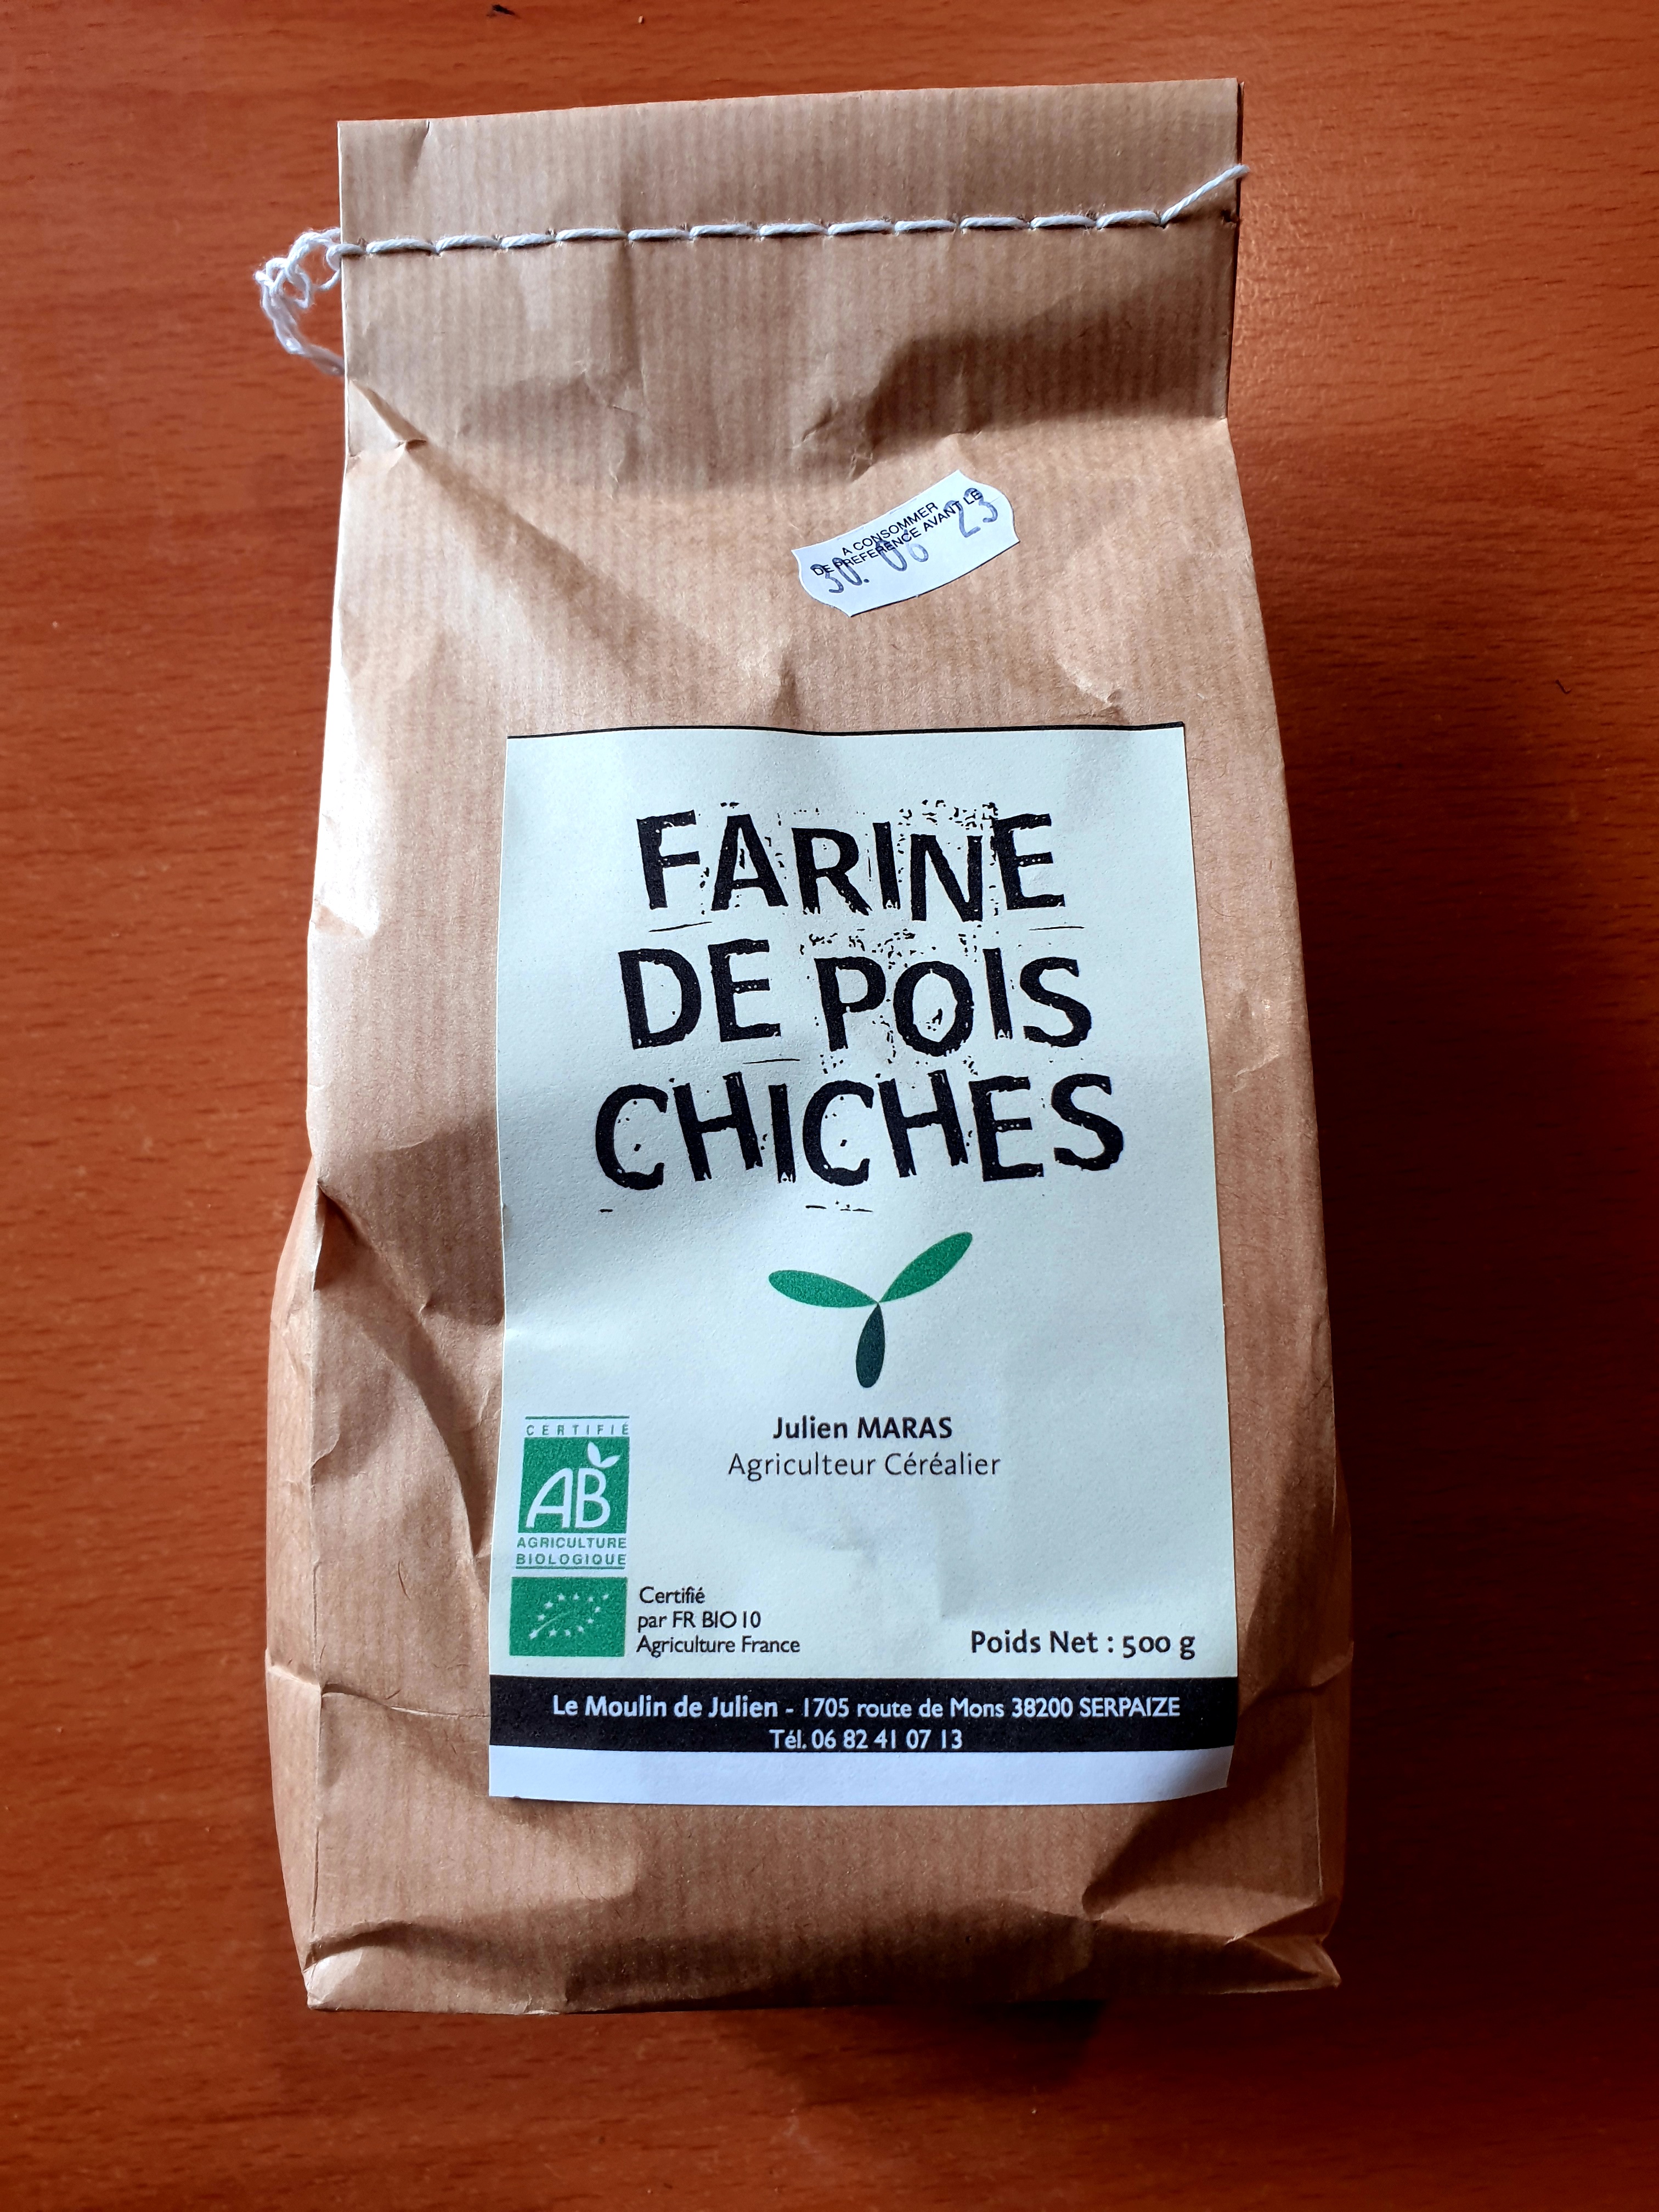 A CONSOMMER
DE PREFERENCE AVANT LE
30. 06 23
FARINE
DE POIS
CHICHES
Julien MARAS
Agriculteur Céréalier
CERTIFIÉ
AB
AGRICULTURE
BIOLOGIQUE
Certifié
par FR BIO 10
Agriculture France
Poids Net : 500 g
Le Moulin de Julien - 1705 route de Mons 38200 SERPAIZE
Tél. 06 82 41 07 13